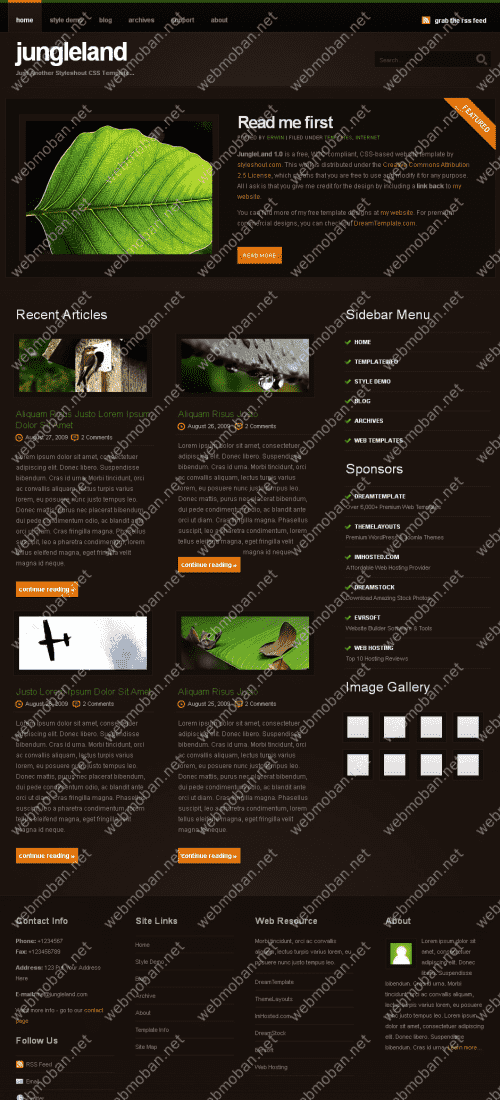 home style demo blog archives support about
grab the rss feed
jungleland
Just another Styleshout CSS Template...
Search...
FEATURED
Read me first
POSTED BY ERWIN | FILED UNDER TEMPLATES, INTERNET
JungleLand 1.0 is a free, W3C-compliant, CSS-based website template by
styleshout.com. This work is distributed under the Creative Commons Attribution
2.5 License, which means that you are free to use and modify it for any purpose.
All I ask is that you give me credit for the design by including a link back to my
website.
You can find more of my free template designs at my website. For premium
commercial designs, you can check out DreamTemplate.com.
READ MORE
Recent Articles
Aliquam Risus Justo Lorem Ipsum
Dolor Sit Amet
August 27, 2009 2 Comments
Lorem ipsum dolor sit amet, consectetuer
adipiscing elit. Donec libero. Suspendisse
bibendum. Cras id urna. Morbi tincidunt, orci
ac convallis aliquam, lectus turpis varius
lorem, eu posuere nunc justo tempus leo.
Donec mattis, purus nec placerat bibendum,
dui pede condimentum odio, ac blandit ante
orci ut diam. Cras fringilla magna. Phasellus
suscipit, leo a pharetra condimentum, lorem
tellus eleifend magna, eget fringilla velit
magna id neque.
continue reading »
Aliquam Risus Justo
August 25, 2009 2 Comments
Lorem ipsum dolor sit amet, consectetuer
adipiscing elit. Donec libero. Suspendisse
bibendum. Cras id urna. Morbi tincidunt, orci
ac convallis aliquam, lectus turpis varius
lorem, eu posuere nunc justo tempus leo.
Donec mattis, purus nec placerat bibendum,
dui pede condimentum odio, ac blandit ante
orci ut diam. Cras fringilla magna. Phasellus
suscipit, leo a pharetra condimentum, lorem
tellus eleifend magna, eget fringilla velit
magna id neque.
continue reading »
Justo Lorem Ipsum Dolor Sit Amet
August 25, 2009 2 Comments
Lorem ipsum dolor sit amet, consectetuer
adipiscing elit. Donec libero. Suspendisse
bibendum. Cras id urna. Morbi tincidunt, orci
ac convallis aliquam, lectus turpis varius
lorem, eu posuere nunc justo tempus leo.
Donec mattis, purus nec placerat bibendum,
dui pede condimentum odio, ac blandit ante
orci ut diam. Cras fringilla magna. Phasellus
suscipit, leo a pharetra condimentum, lorem
tellus eleifend magna, eget fringilla velit
magna id neque.
continue reading »
Aliquam Risus Justo
August 25, 2009 2 Comments
Lorem ipsum dolor sit amet, consectetuer
adipiscing elit. Donec libero. Suspendisse
bibendum. Cras id urna. Morbi tincidunt, orci
ac convallis aliquam, lectus turpis varius
lorem, eu posuere nunc justo tempus leo.
Donec mattis, purus nec placerat bibendum,
dui pede condimentum odio, ac blandit ante
orci ut diam. Cras fringilla magna. Phasellus
suscipit, leo a pharetra condimentum, lorem
tellus eleifend magna, eget fringilla velit
magna id neque.
continue reading »
Sidebar Menu
HOME
TEMPLATEINFO
STYLE DEMO
BLOG
ARCHIVES
WEB TEMPLATES
Sponsors
DREAMTEMPLATE
Over 6,000+ Premium Web Templates
THEMELAYOUTS
Premium WordPress & Joomla Themes
IMHOSTED.COM
Affordable Web Hosting Provider
DREAMSTOCK
Download Amazing Stock Photos
EVRSOFT
Website Builder Software & Tools
WEB HOSTING
Top 10 Hosting Reviews
Image Gallery
Contact Info
Phone: +1234567
Fax: +123456789
Address: 123 Put Your Address
Here
E-mail: me@jungleland.com
Want more info - go to our contact
page
Follow Us
RSS Feed
Email
Site Links
Home
Style Demo
Blog
Archive
About
Template Info
Site Map
Web Resource
Morbi tincidunt, orci ac convallis
aliquam, lectus turpis varius lorem, eu
posuere nunc justo tempus leo.
DreamTemplate
ThemeLayouts
ImHosted.com
DreamStock
Evrsoft
Web Hosting
About
Lorem ipsum dolor sit
amet, consectetuer
adipiscing elit. Donec
libero. Suspendisse
bibendum. Cras id urna. Morbi
tincidunt, orci ac convallis aliquam,
lectus turpis varius lorem, eu posuere
nunc justo tempus leo. Lorem ipsum
dolor sit amet, consectetuer adipiscing
elit. Donec libero. Suspendisse
bibendum. Cras id urna. Learn more...
webmoban.net